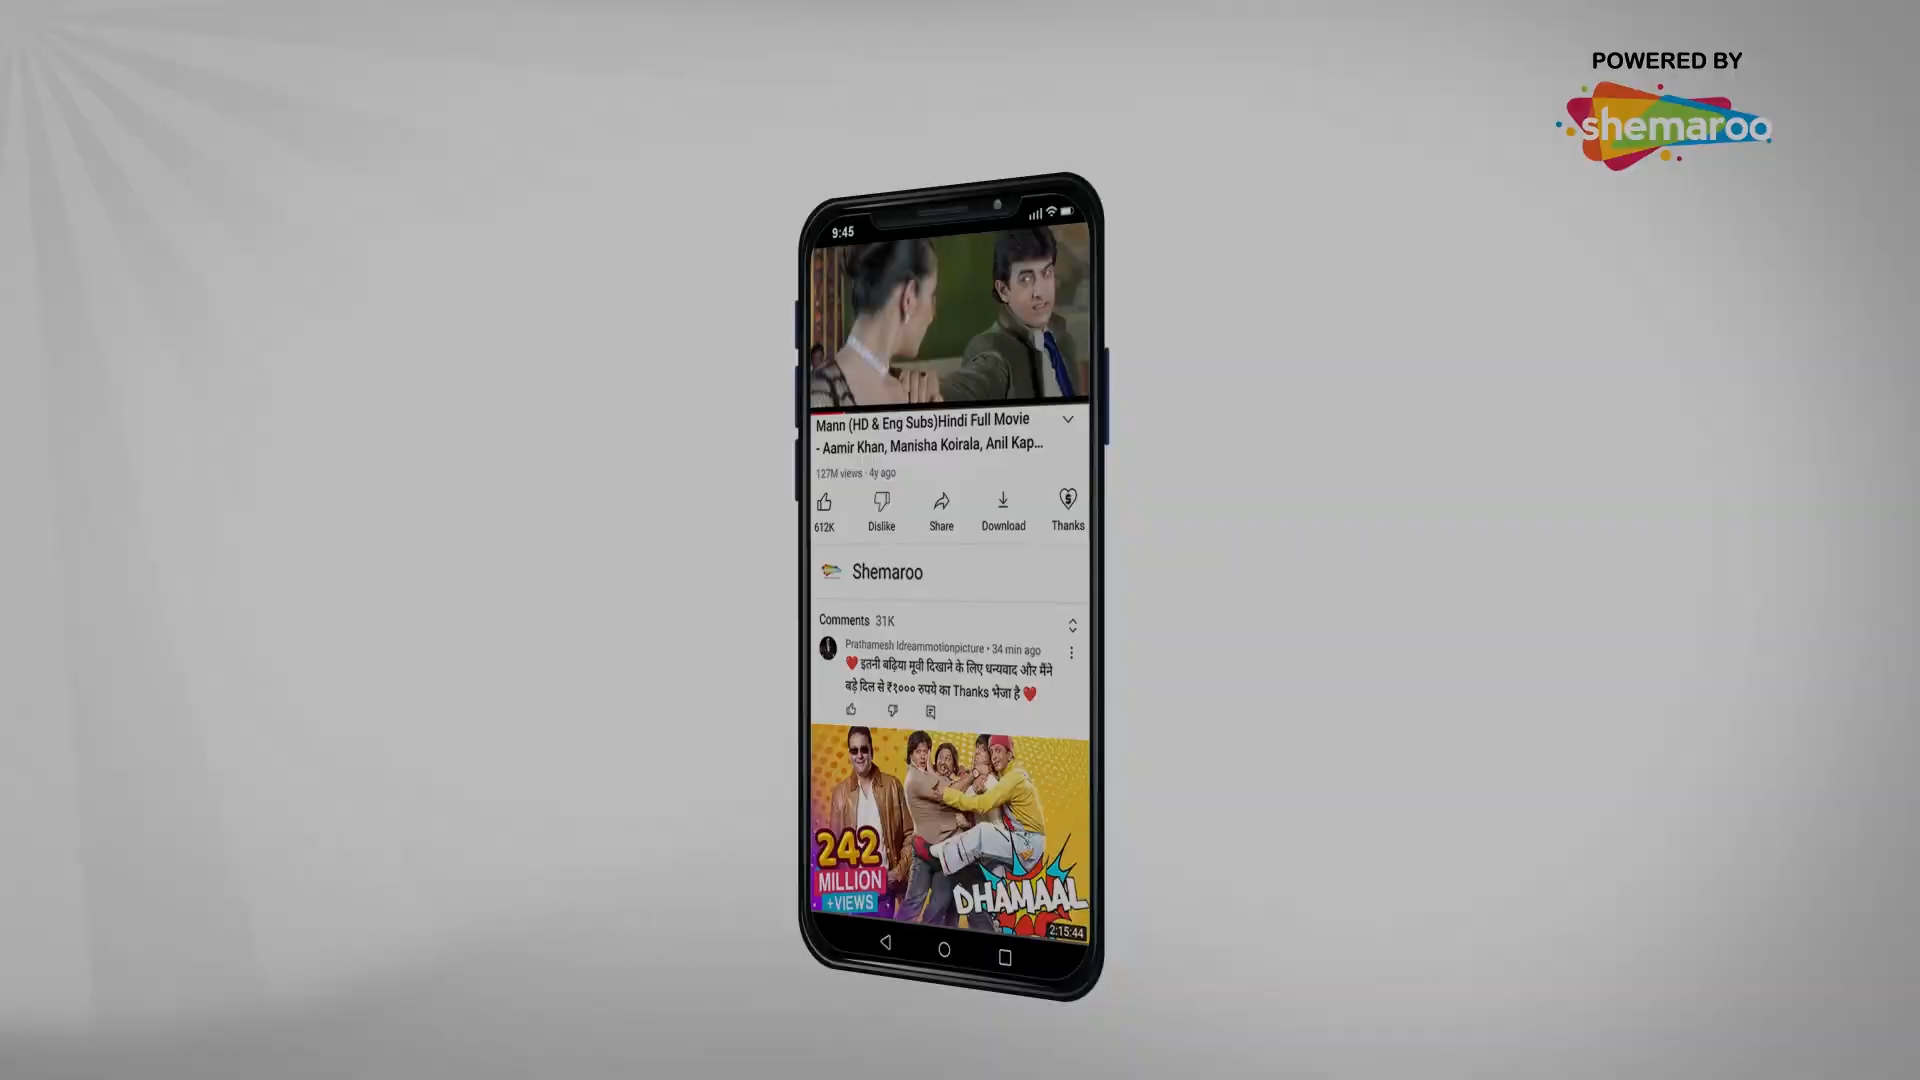 POWERED BY
shemaroo
9:45
Mann (HD & Eng Subs)Hindi Full Movie
- Aamir Khan, Manisha Koirala, Anil Kap...
127M views · 4y ago
612K
Dislike
Share
Download
Thanks
Shemaroo
Comments 31K
Prathamesh Idreammotionpicture • 34 min ago
❤️ इतनी बढ़िया मूवी दिखाने के लिए धन्यवाद और मैंने
बड़े दिल से ₹१००० रुपये का Thanks भेजा है ❤️
242
MILLION
+VIEWS
DHAMAAL
2:15:44